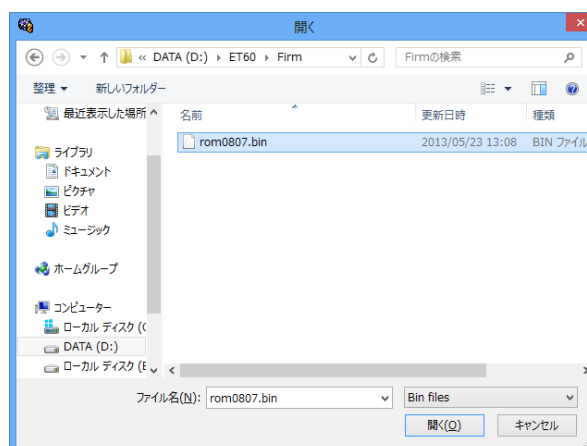 開く
« DATA (D:) ▸ ET60 ▸ Firm
Firmの検索
整理
新しいフォルダー
最近表示した場所
ライブラリ
ドキュメント
ピクチャ
ビデオ
ミュージック
ホームグループ
コンピューター
ローカル ディスク (C
DATA (D:)
ローカル ディスク (E
名前 更新日時 種類
rom0807.bin 2013/05/23 13:08 BIN ファイル
ファイル名(N): rom0807.bin Bin files
開く(O) キャンセル